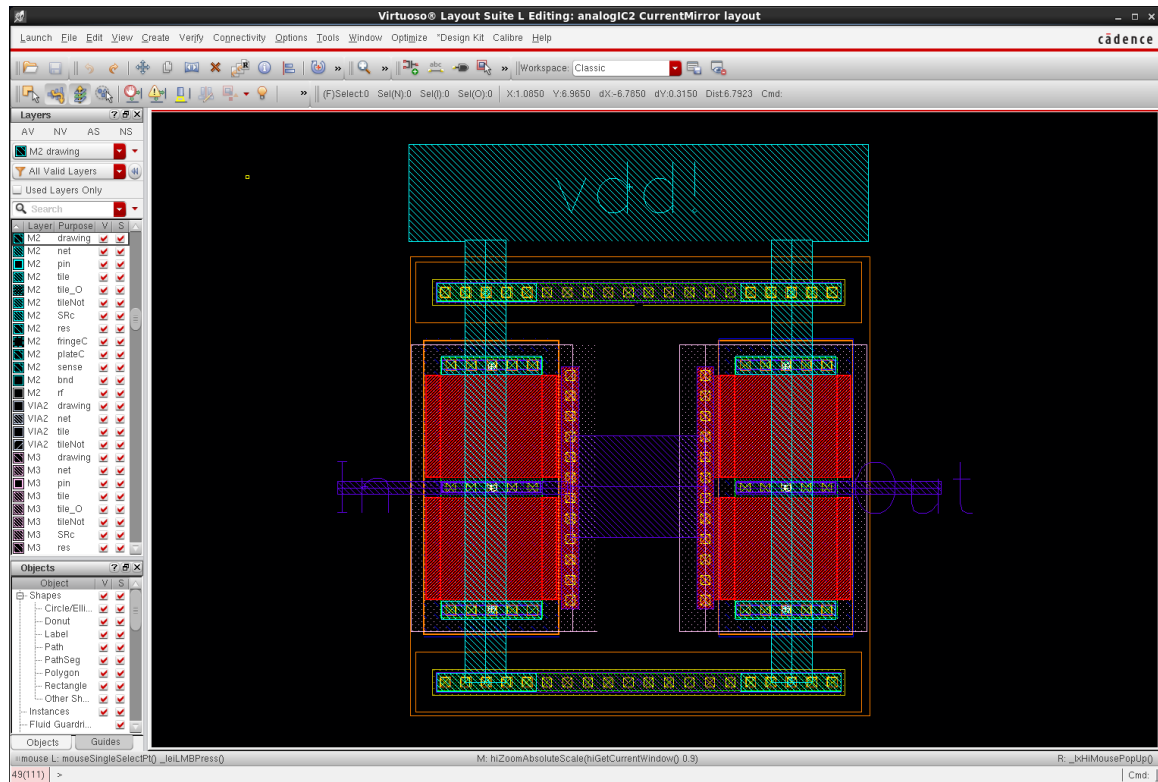 Virtuoso® Layout Suite L Editing: analogIC2 CurrentMirror layout
Launch File Edit View Create Verify Connectivity Options Tools Window Optimize *Design Kit Calibre Help
cādence
Workspace: Classic
(F)Select:0 Sel(N):0 Sel(I):0 Sel(O):0 X:1.0850 Y:6.9650 dX:-6.7850 dY:0.3150 Dist:6.7923 Cmd:
Layers
AV NV AS NS
M2 drawing
All Valid Layers
Used Layers Only
Search
Layer Purpose V S
M2 drawing
M2 net
M2 pin
M2 tile
M2 tile_O
M2 tileNot
M2 SRc
M2 res
M2 fringeC
M2 plateC
M2 sense
M2 bnd
M2 rf
VIA2 drawing
VIA2 net
VIA2 tile
VIA2 tileNot
M3 drawing
M3 net
M3 pin
M3 tile
M3 tile_O
M3 tileNot
M3 SRc
M3 res
Objects
Object V S
Shapes
Circle/Elli...
Donut
Label
Path
PathSeg
Polygon
Rectangle
Other Sh...
Instances
Fluid Guardri...
Objects Guides
vdd!
In
Out
mouse L: mouseSingleSelectPt() _leiLMBPress()
M: hiZoomAbsoluteScale(hiGetCurrentWindow() 0.9)
R: _lxHiMousePopUp()
49(111) >
Cmd: